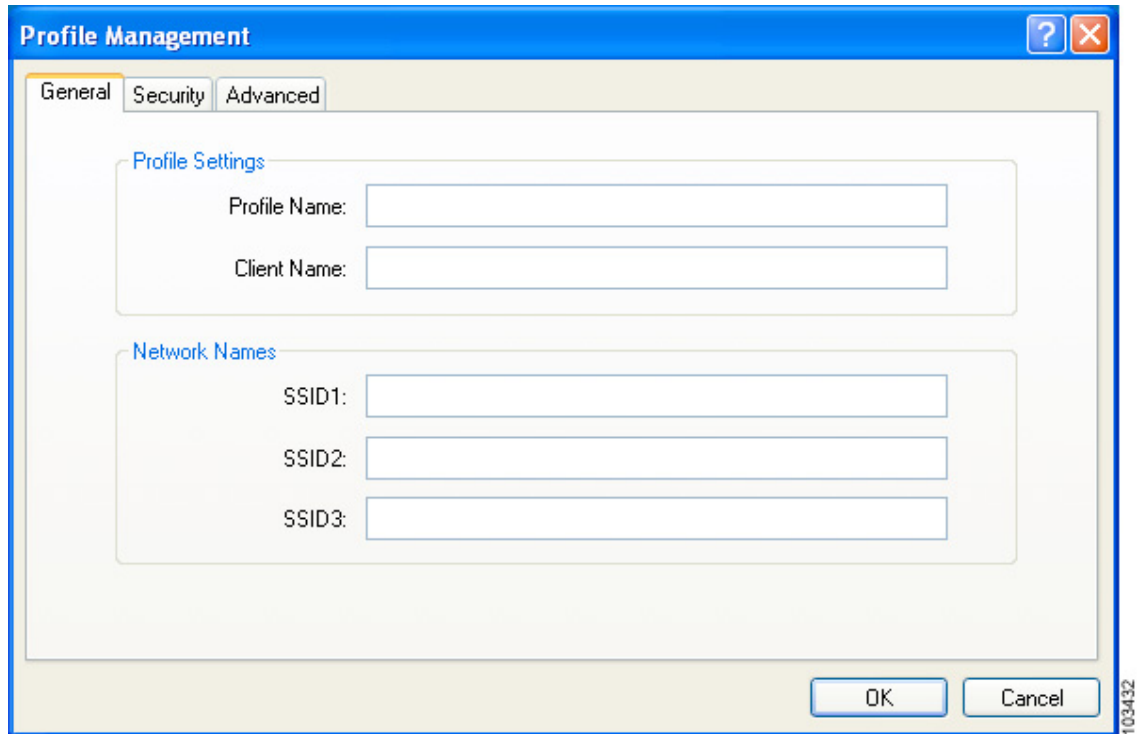 Profile Management
?
General Security Advanced
Profile Settings
Profile Name:
Client Name:
Network Names
SSID1:
SSID2:
SSID3:
OK Cancel
103432